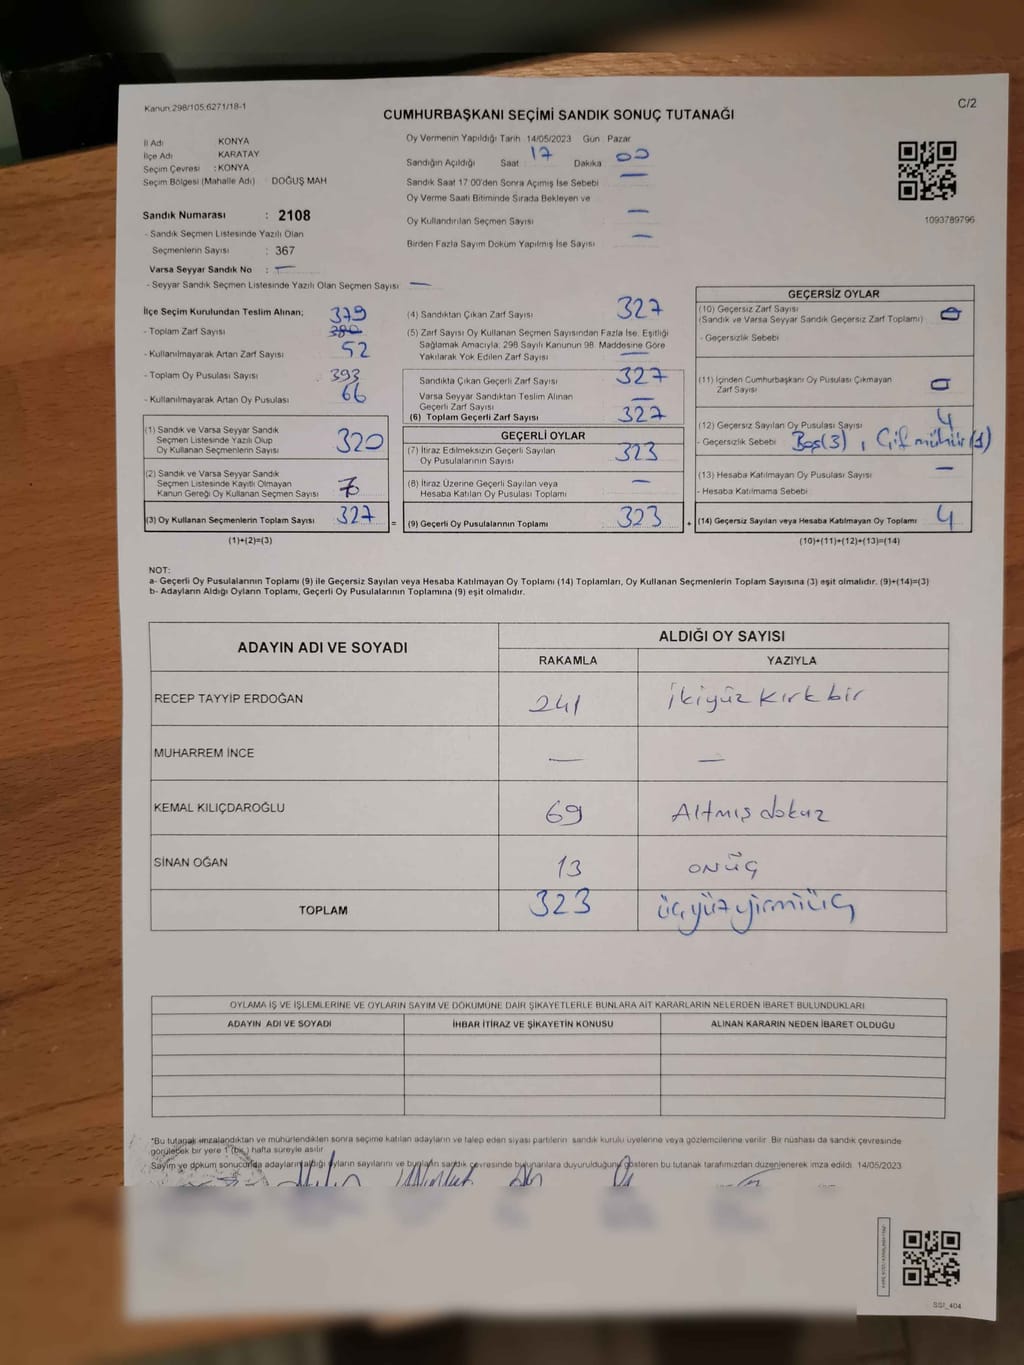 Kanun:298/105;6271/18-1
C/2
CUMHURBAŞKANI SEÇİMİ SANDIK SONUÇ TUTANAĞI
İl Adı KONYA
İlçe Adı KARATAY
Seçim Çevresi : KONYA
Seçim Bölgesi (Mahalle Adı) : DOĞUŞ MAH
Sandık Numarası : 2108
- Sandık Seçmen Listesinde Yazılı Olan
Seçmenlerin Sayısı : 367
Varsa Seyyar Sandık No : —
- Seyyar Sandık Seçmen Listesinde Yazılı Olan Seçmen Sayısı : —
Oy Vermenin Yapıldığı Tarih 14/05/2023 Gün Pazar
Sandığın Açıldığı Saat 17 Dakika 00
Sandık Saat 17:00'den Sonra Açılmış İse Sebebi —
Oy Verme Saati Bitiminde Sırada Bekleyen ve
Oy Kullandırılan Seçmen Sayısı —
Birden Fazla Sayım Döküm Yapılmış İse Sayısı —
1093789796
İlçe Seçim Kurulundan Teslim Alınan; 379
- Toplam Zarf Sayısı 380
- Kullanılmayarak Artan Zarf Sayısı 52
- Toplam Oy Pusulası Sayısı 393
- Kullanılmayarak Artan Oy Pusulası 66
(1) Sandık ve Varsa Seyyar Sandık
Seçmen Listesinde Yazılı Olup
Oy Kullanan Seçmenlerin Sayısı 320
(2) Sandık ve Varsa Seyyar Sandık
Seçmen Listesinde Kayıtlı Olmayan
Kanun Gereği Oy Kullanan Seçmen Sayısı 7
(3) Oy Kullanan Seçmenlerin Toplam Sayısı 327
(1)+(2)=(3)
(4) Sandıktan Çıkan Zarf Sayısı 327
(5) Zarf Sayısı Oy Kullanan Seçmen Sayısından Fazla İse, Eşitliği
Sağlamak Amacıyla; 298 Sayılı Kanunun 98. Maddesine Göre
Yakılarak Yok Edilen Zarf Sayısı —
Sandıkta Çıkan Geçerli Zarf Sayısı 327
Varsa Seyyar Sandıktan Teslim Alınan
Geçerli Zarf Sayısı —
(6) Toplam Geçerli Zarf Sayısı 327
GEÇERLİ OYLAR
(7) İtiraz Edilmeksizin Geçerli Sayılan
Oy Pusulalarının Sayısı 323
(8) İtiraz Üzerine Geçerli Sayılan veya
Hesaba Katılan Oy Pusulası Toplamı —
= (9) Geçerli Oy Pusulalarının Toplamı 323 +
GEÇERSİZ OYLAR
(10) Geçersiz Zarf Sayısı
(Sandık ve Varsa Seyyar Sandık Geçersiz Zarf Toplamı)
- Geçersizlik Sebebi
(11) İçinden Cumhurbaşkanı Oy Pusulası Çıkmayan
Zarf Sayısı
(12) Geçersiz Sayılan Oy Pusulası Sayısı 4
- Geçersizlik Sebebi Boş(3) , Çift mühür(1)
(13) Hesaba Katılmayan Oy Pusulası Sayısı —
- Hesaba Katılmama Sebebi
(14) Geçersiz Sayılan veya Hesaba Katılmayan Oy Toplamı 4
(10)+(11)+(12)+(13)=(14)
NOT:
a- Geçerli Oy Pusulalarının Toplamı (9) ile Geçersiz Sayılan veya Hesaba Katılmayan Oy Toplamı (14) Toplamları, Oy Kullanan Seçmenlerin Toplam Sayısına (3) eşit olmalıdır. (9)+(14)=(3)
b- Adayların Aldığı Oyların Toplamı, Geçerli Oy Pusulalarının Toplamına (9) eşit olmalıdır.
ADAYIN ADI VE SOYADI ALDIĞI OY SAYISI
RAKAMLA YAZIYLA
RECEP TAYYİP ERDOĞAN 241 İkiyüz kırk bir
MUHARREM İNCE — —
KEMAL KILIÇDAROĞLU 69 Altmış dokuz
SİNAN OĞAN 13 onüç
TOPLAM 323 üçyüzyirmiüç
OYLAMA İŞ VE İŞLEMLERİNE VE OYLARIN SAYIM VE DÖKÜMÜNE DAİR ŞİKAYETLERLE BUNLARA AİT KARARLARIN NELERDEN İBARET BULUNDUKLARI
ADAYIN ADI VE SOYADI İHBAR İTİRAZ VE ŞİKAYETİN KONUSU ALINAN KARARIN NEDEN İBARET OLDUĞU
*Bu tutanak imzalandıktan ve mühürlendikten sonra seçime katılan adayların ve talep eden siyasi partilerin sandık kurulu üyelerine veya gözlemcilerine verilir. Bir nüshası da sandık çevresinde
görülecek bir yere 1 (bir) hafta süreyle asılır
Sayım ve döküm sonucunda adayların aldığı oyların sayılarını ve bunların sandık çevresinde bulunanlara duyurulduğunu gösteren bu tutanak tarafımızdan düzenlenerek imza edildi. 14/05/2023
SSI_404